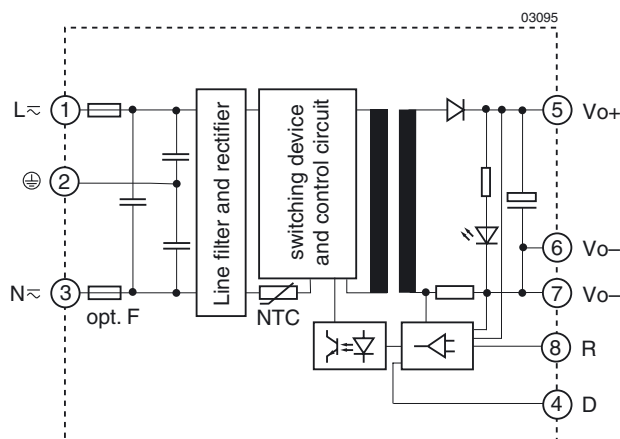 03095
L≂ 1
2
N≂ 3
opt. F
Line filter and rectifier
switching device
and control circuit
NTC
5 Vo+
6 Vo–
7 Vo–
8 R
4 D